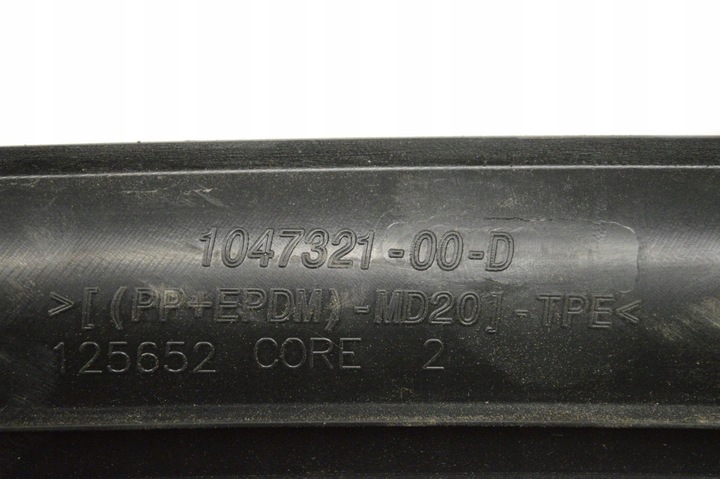 1047321-00-D
>[(PP+EPDM)-MD20]-TPE<
125652 CORE 2